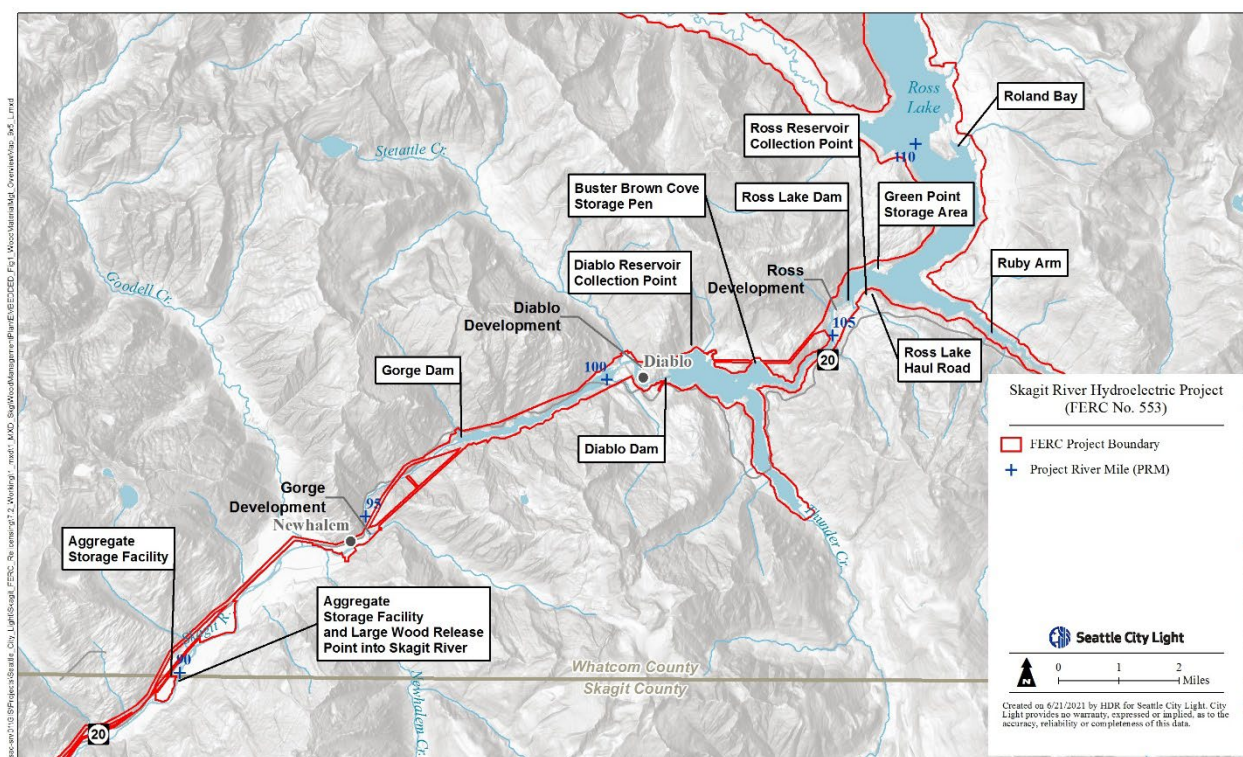 Ross
Lake
Roland Bay
Ross Reservoir
Collection Point
110
Stetattle Cr.
Buster Brown Cove
Storage Pen
Ross Lake Dam
Green Point
Storage Area
Goodell Cr.
Diablo Reservoir
Collection Point
Ross
Development
Ruby Arm
Diablo
Development
105
20
Ross Lake
Haul Road
Gorge Dam
100
Diablo
Diablo Dam
Gorge
Development
95
Newhalem
Thunder Cr.
Aggregate
Storage Facility
Aggregate
Storage Facility
and Large Wood Release
Point into Skagit River
Skagit R.
90
Whatcom County
Skagit County
Newhalem Cr.
20
Skagit River Hydroelectric Project
(FERC No. 553)
FERC Project Boundary
Project River Mile (PRM)
Seattle City Light
N
0 1 2
Miles
Created on 6/21/2021 by HDR for Seattle City Light. City
Light provides no warranty, expressed or implied, as to the
accuracy, reliability or completeness of this data.